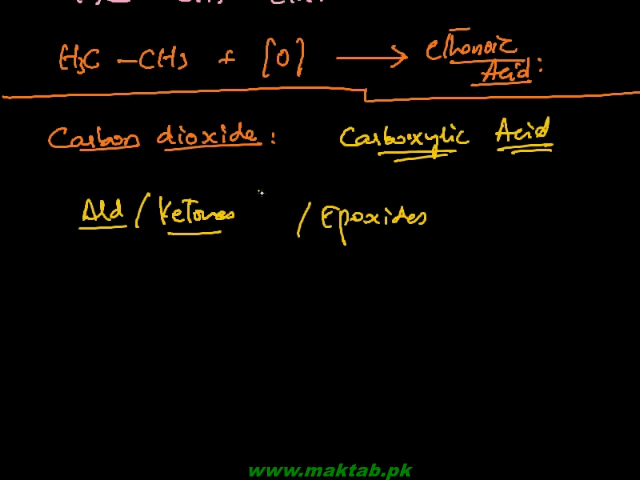 H3C — CH3 + [O] → ethanoic Acid:
Carbon dioxide: Carboxylic Acid
Ald / Ketones / Epoxides
www.maktab.pk